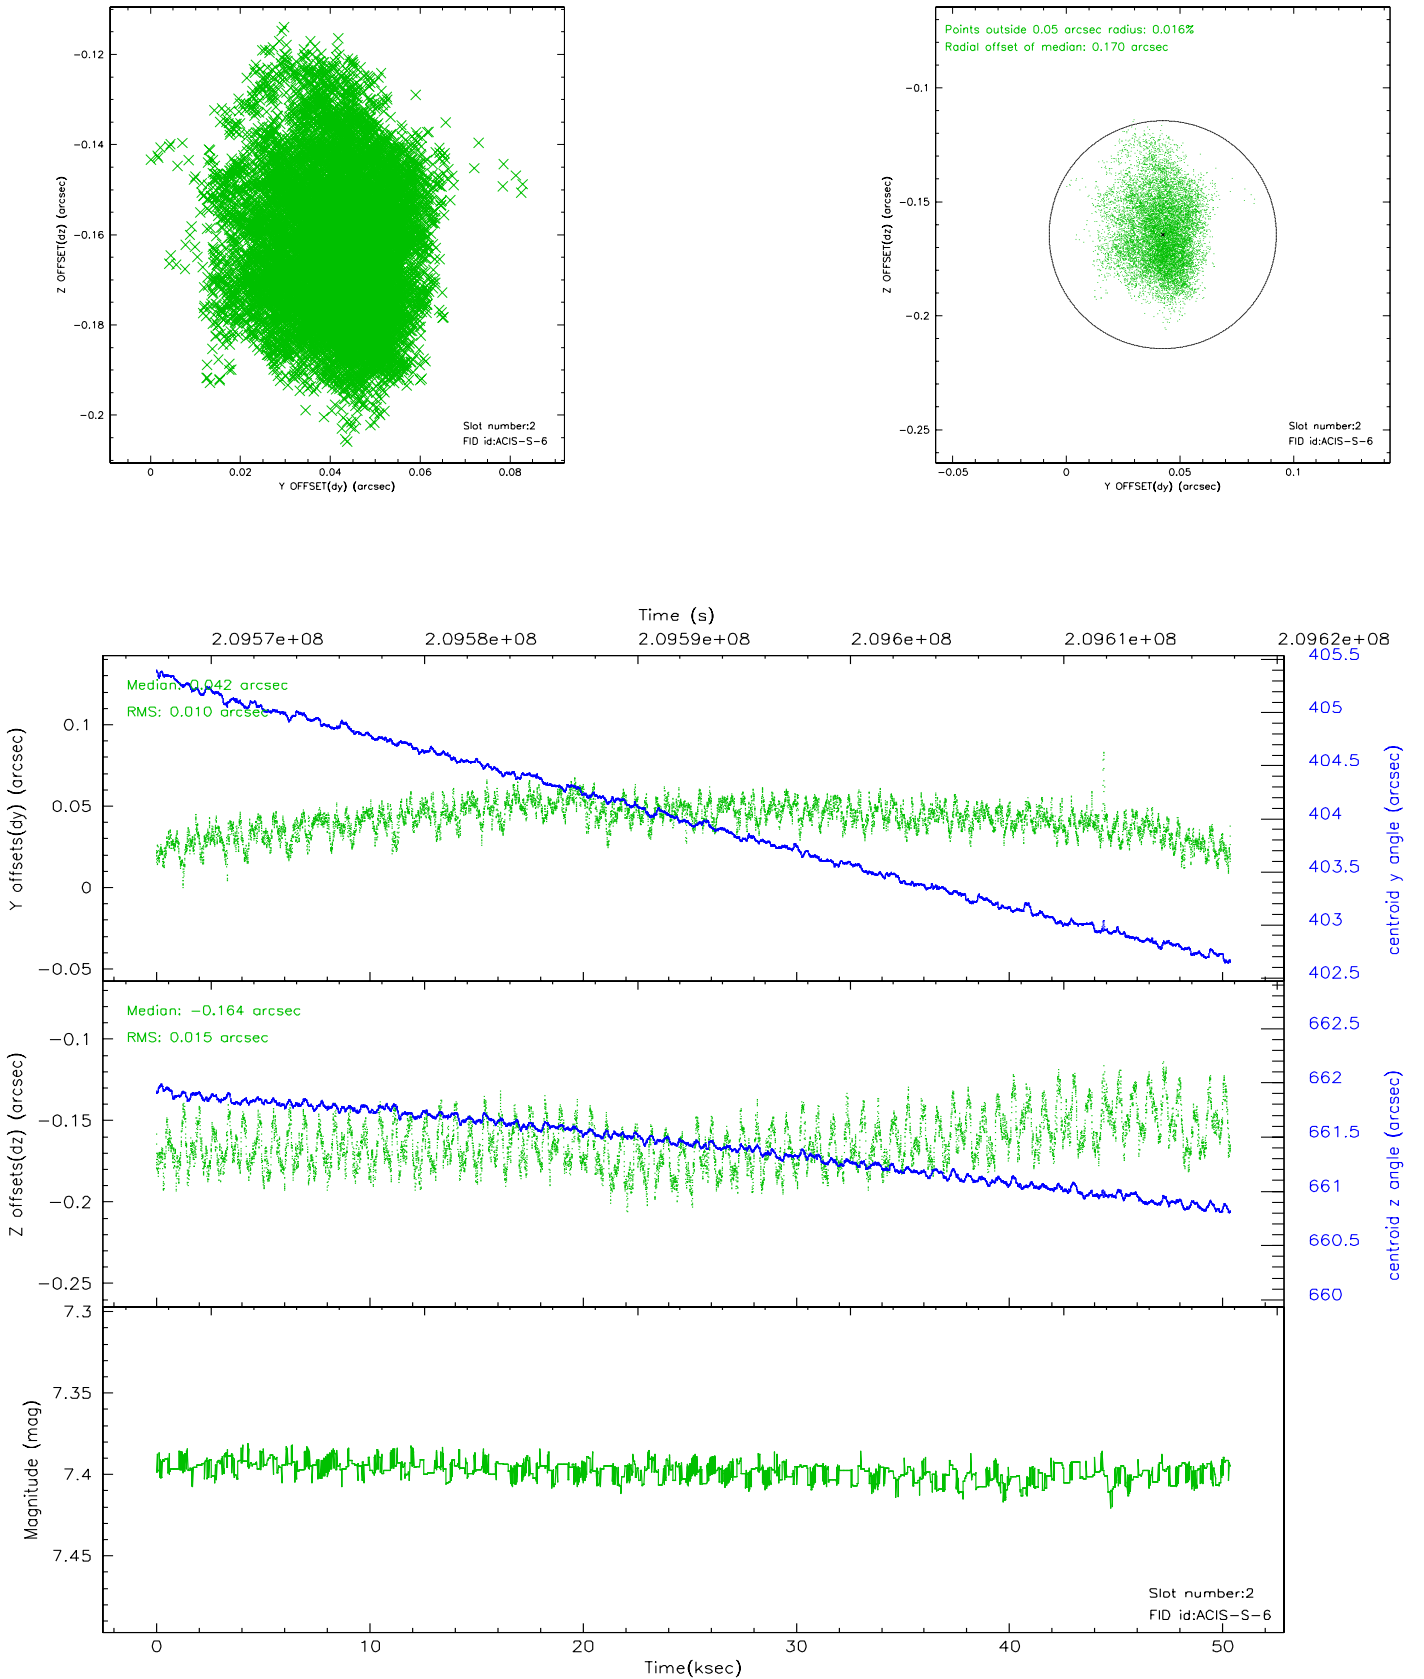 -0.12
-0.14
-0.16
-0.18
-0.2
Z OFFSET(dz) (arcsec)
0 0.02 0.04 0.06 0.08
Y OFFSET(dy) (arcsec)
Slot number:2
FID id:ACIS-S-6
Points outside 0.05 arcsec radius: 0.016%
Radial offset of median: 0.170 arcsec
-0.1
-0.15
-0.2
-0.25
Z OFFSET(dz) (arcsec)
-0.05 0 0.05 0.1
Y OFFSET(dy) (arcsec)
Slot number:2
FID id:ACIS-S-6
Time (s)
2.0957e+08 2.0958e+08 2.0959e+08 2.096e+08 2.0961e+08 2.0962e+08
Median: 0.042 arcsec
RMS: 0.010 arcsec
0.1
0.05
0
-0.05
Y offsets(dy) (arcsec)
405.5
405
404.5
404
403.5
403
402.5
centroid y angle (arcsec)
Median: -0.164 arcsec
RMS: 0.015 arcsec
-0.1
-0.15
-0.2
-0.25
Z offsets(dz) (arcsec)
662.5
662
661.5
661
660.5
660
centroid z angle (arcsec)
7.3
7.35
7.4
7.45
Magnitude (mag)
Slot number:2
FID id:ACIS-S-6
0 10 20 30 40 50
Time(ksec)